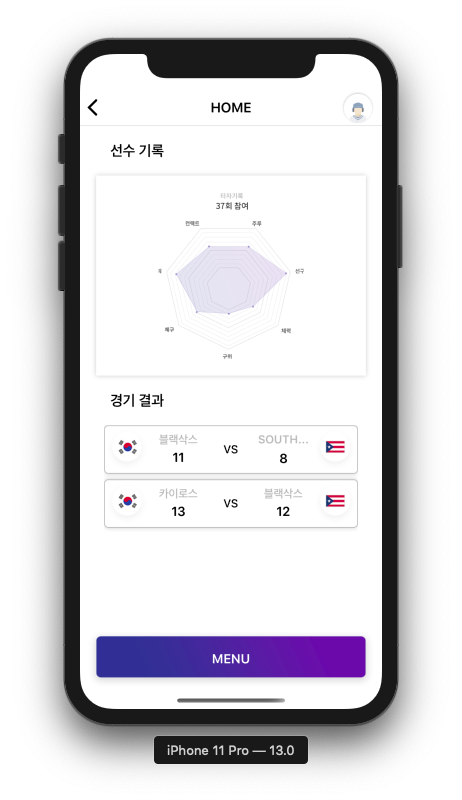 HOME
선수 기록
타자기록
37회 참여
컨택트
주루
선구
체력
구위
제구
경기 결과
블랙삭스
11
VS
SOUTH...
8
카이로스
13
VS
블랙삭스
12
MENU
iPhone 11 Pro — 13.0